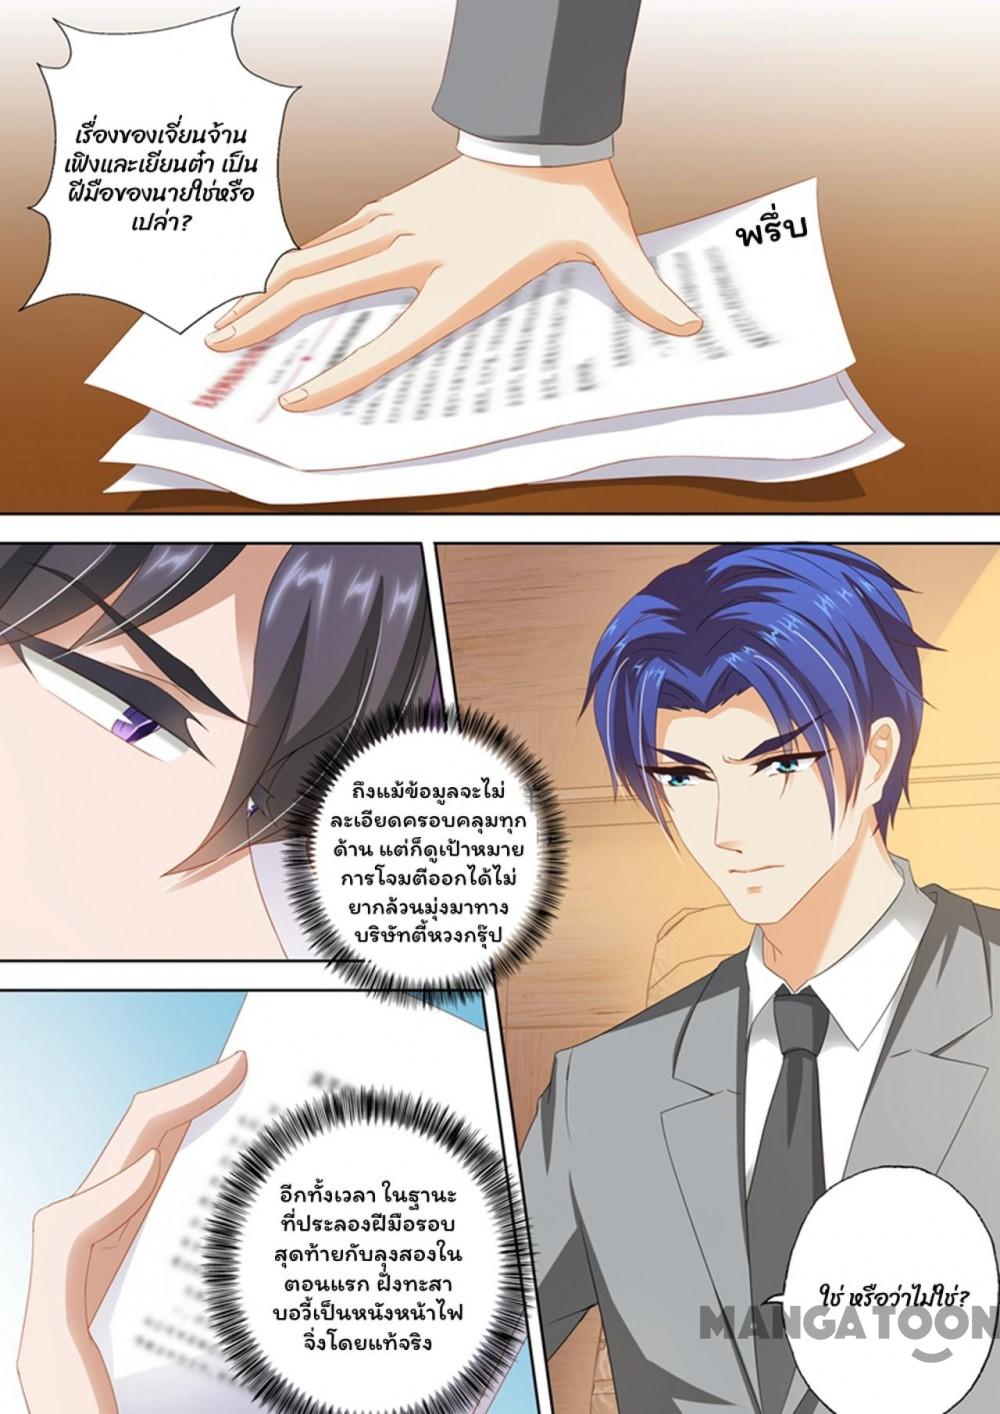 เรื่องของเจี่ยนจ้าน
เฟิงและเยียนต๋า เป็น
ฝีมือของนายใช่หรือ
เปล่า?
พรึ่บ
ถึงแม้ข้อมูลจะไม่
ละเอียดครอบคลุมทุก
ด้าน แต่ก็ดูเป้าหมาย
การโจมตีออกได้ไม่
ยากล้วนมุ่งมาทาง
บริษัทตี้หวงกรุ๊ป
อีกทั้งเวลา ในฐานะ
ที่ประลองฝีมือรอบ
สุดท้ายกับลุงสองใน
ตอนแรก ฝั่งทะสา
บอวี้เป็นหนังหน้าไฟ
จิ่งโดยแท้จริง
ใช่ หรือว่าไม่ใช่?
MANGATOON